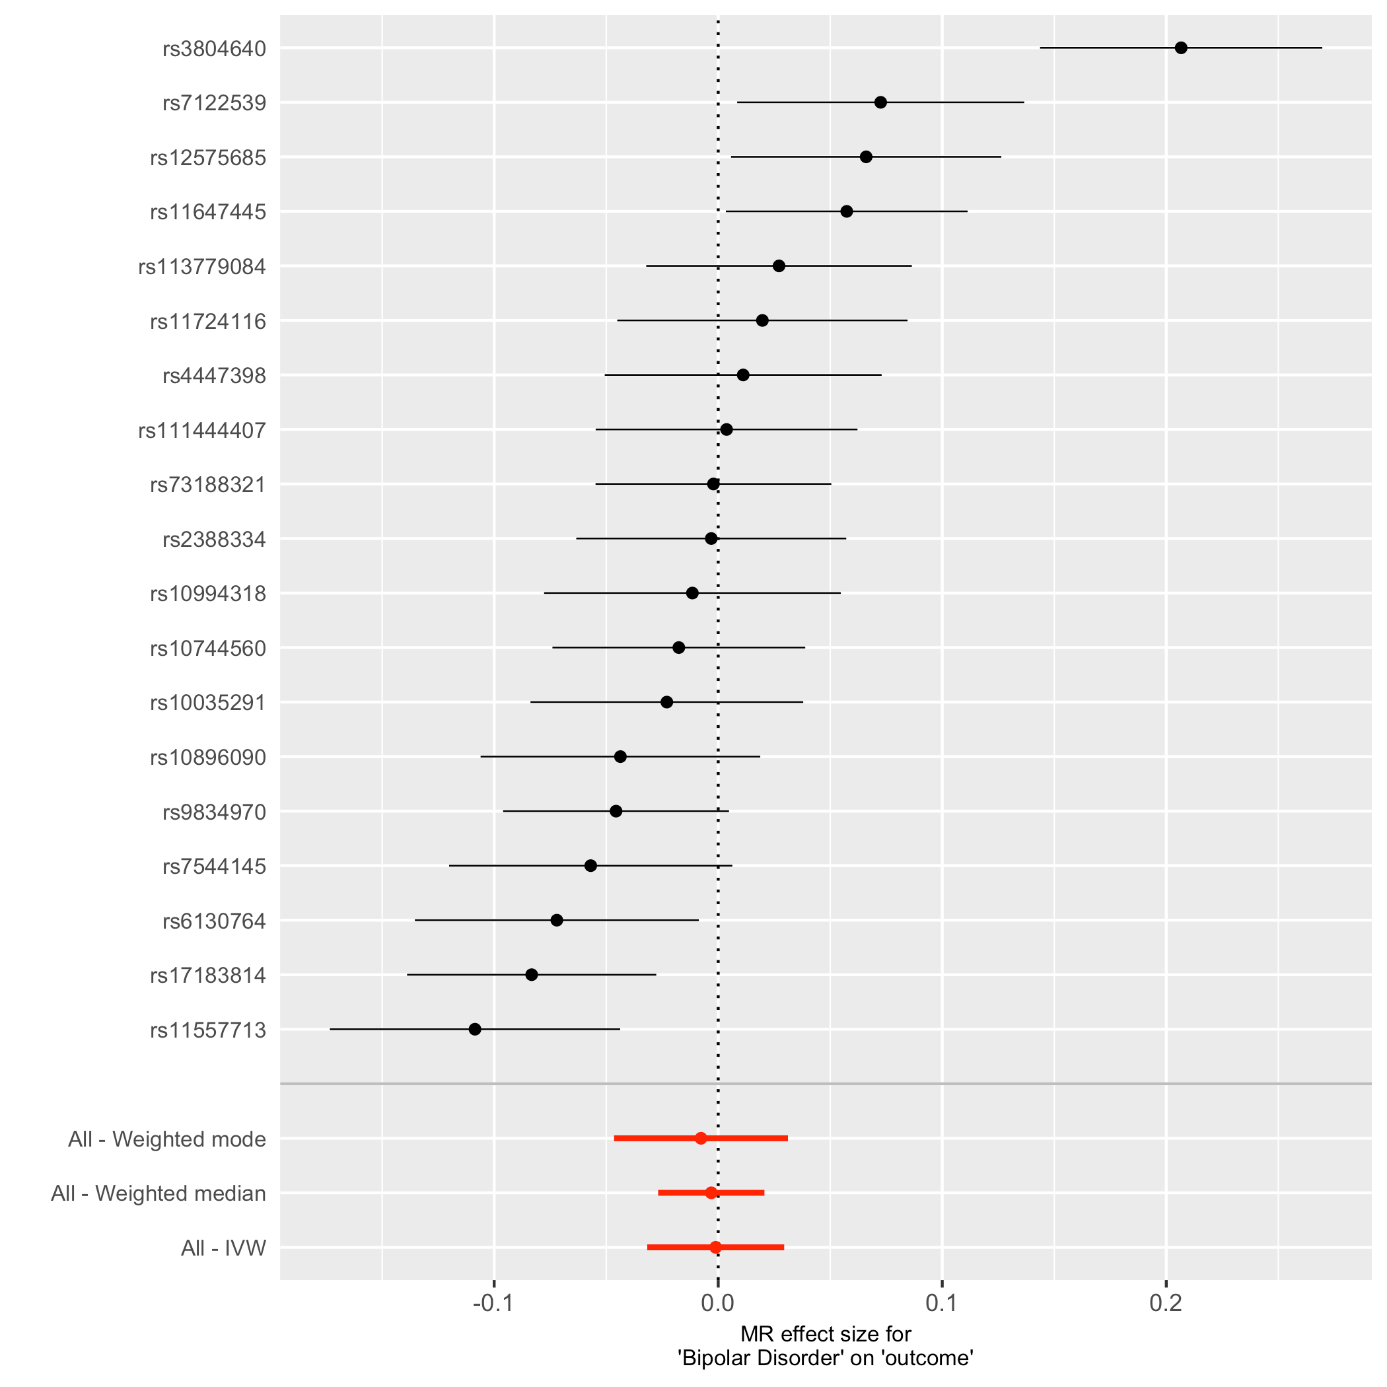 rs3804640
rs7122539
rs12575685
rs11647445
rs113779084
rs11724116
rs4447398
rs111444407
rs73188321
rs2388334
rs10994318
rs10744560
rs10035291
rs10896090
rs9834970
rs7544145
rs6130764
rs17183814
rs11557713
All - Weighted mode
All - Weighted median
All - IVW
-0.1 0.0 0.1 0.2
MR effect size for
'Bipolar Disorder' on 'outcome'